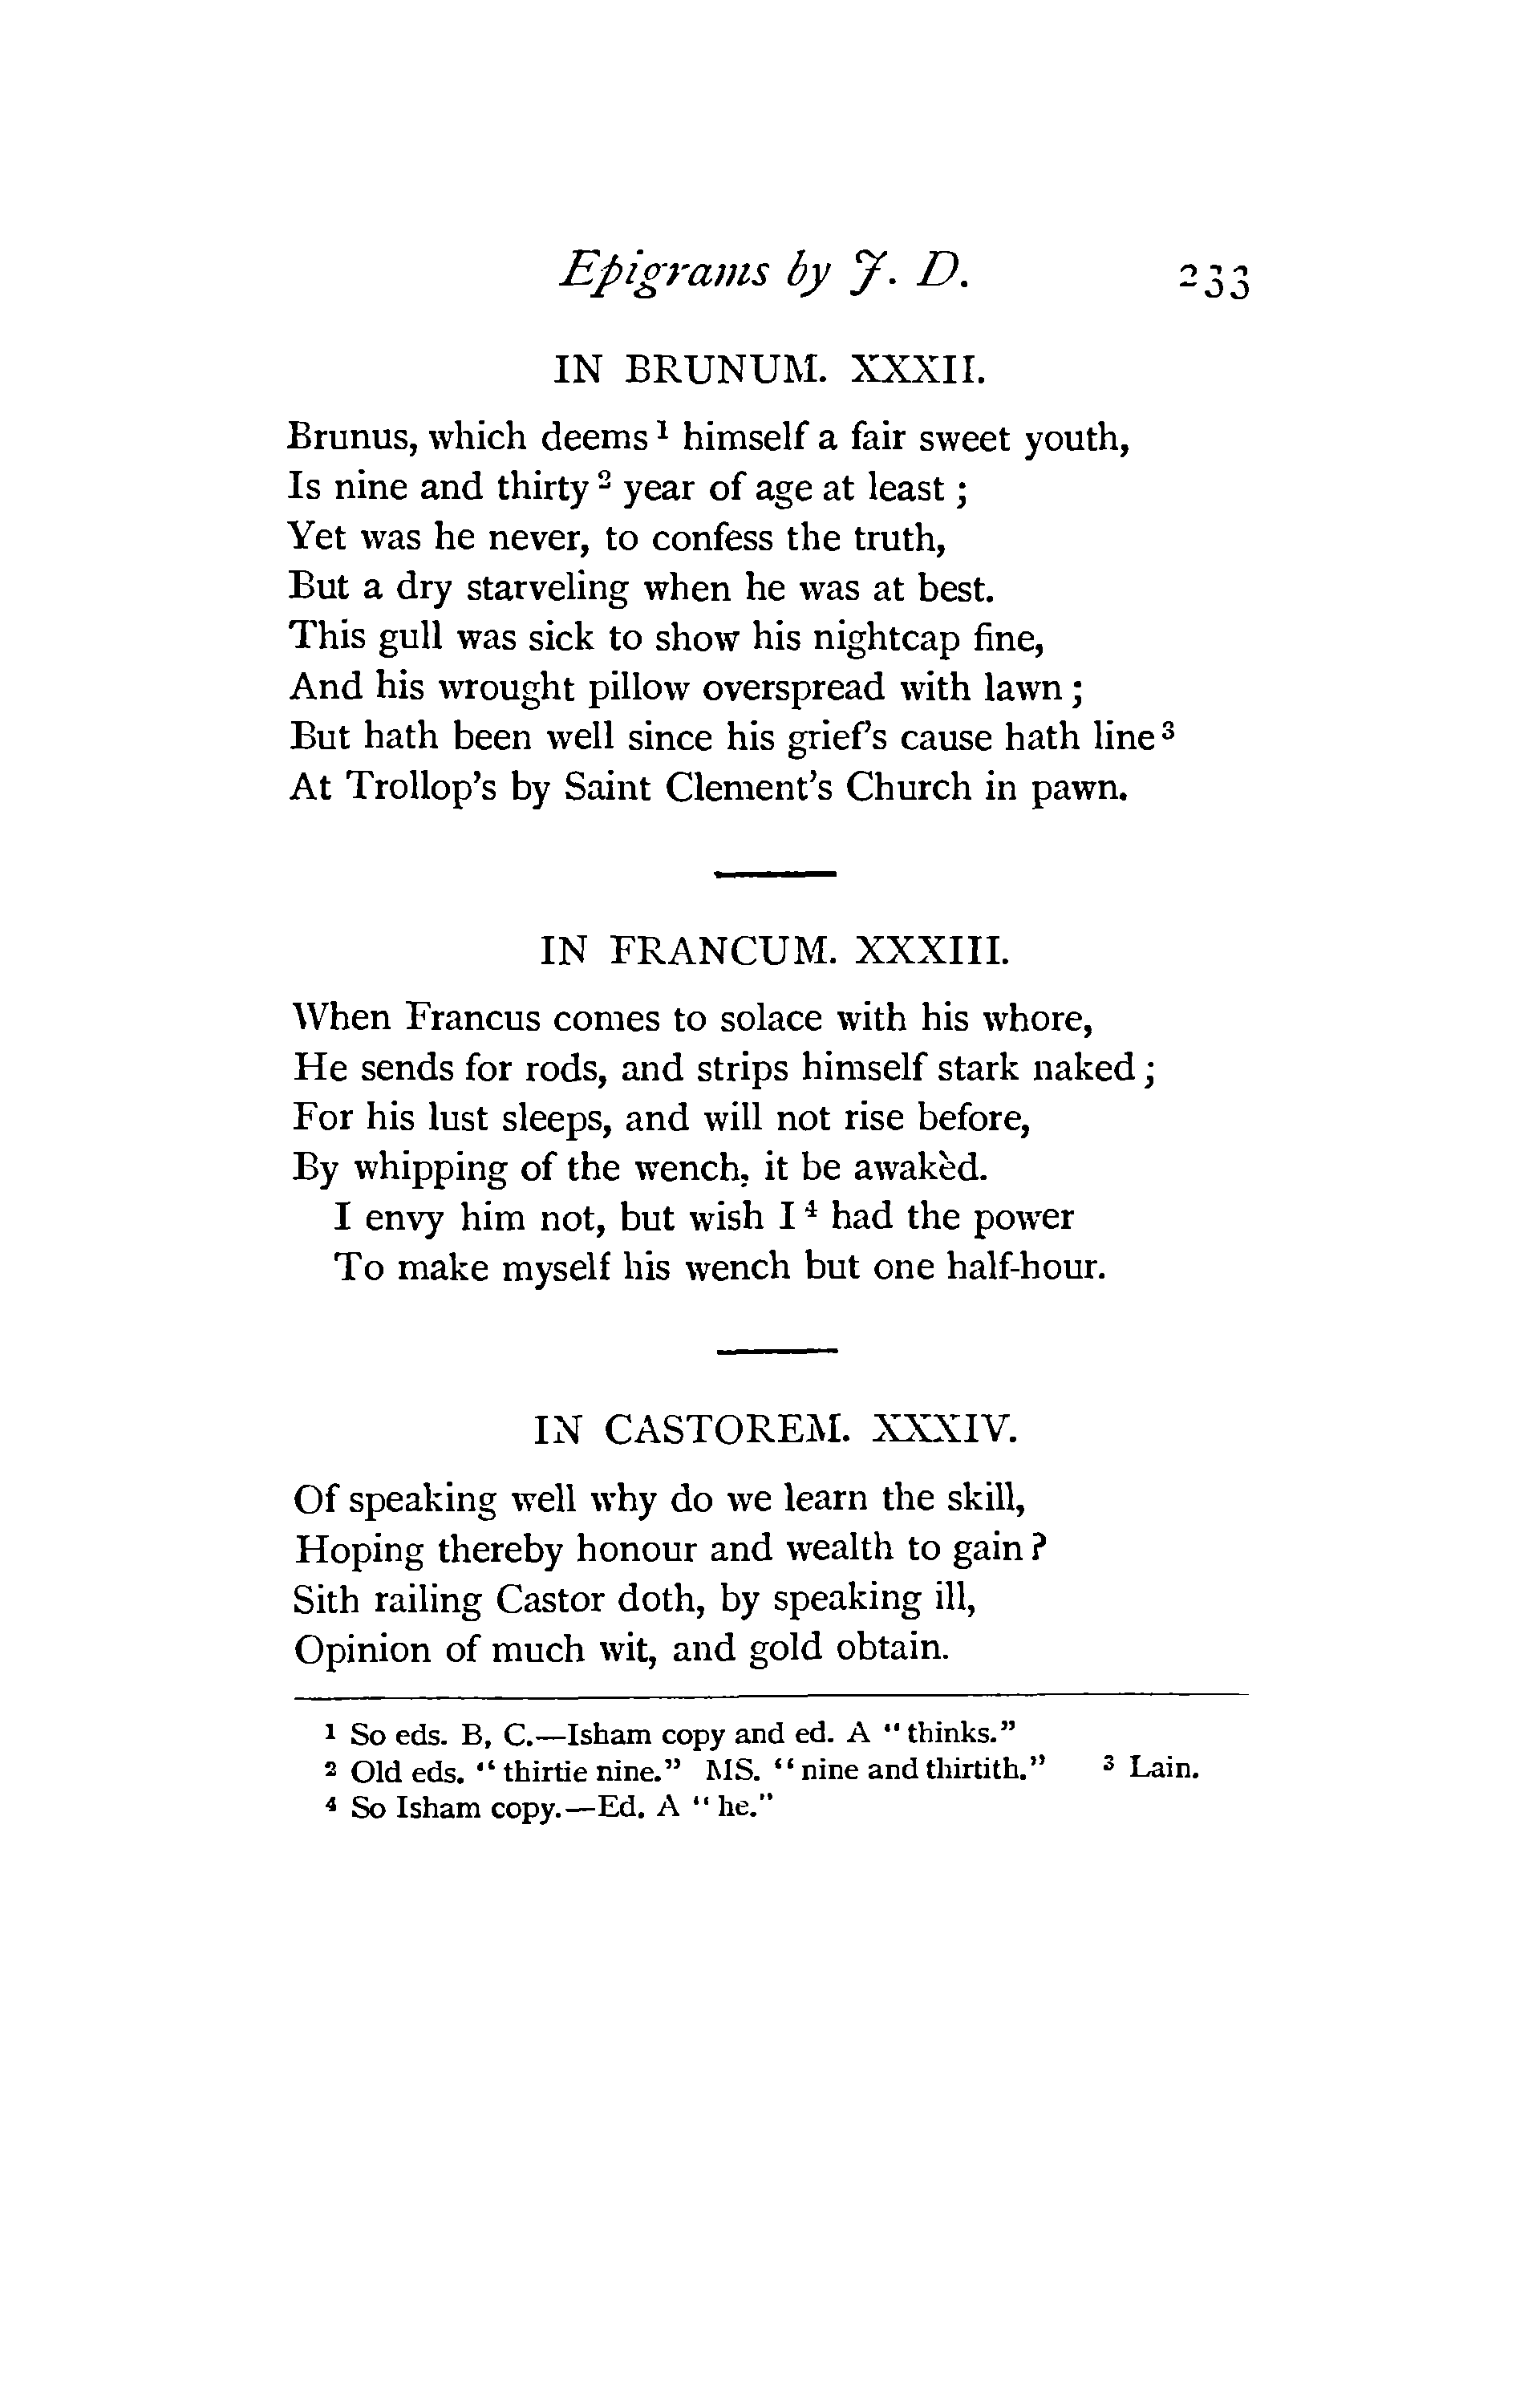 Epigrams by J. D. 233
IN BRUNUM. XXXII.
Brunus, which deems¹ himself a fair sweet youth,
Is nine and thirty² year of age at least ;
Yet was he never, to confess the truth,
But a dry starveling when he was at best.
This gull was sick to show his nightcap fine,
And his wrought pillow overspread with lawn ;
But hath been well since his grief's cause hath line³
At Trollop's by Saint Clement's Church in pawn.
IN FRANCUM. XXXIII.
When Francus comes to solace with his whore,
He sends for rods, and strips himself stark naked ;
For his lust sleeps, and will not rise before,
By whipping of the wench, it be awakèd.
I envy him not, but wish I⁴ had the power
To make myself his wench but one half-hour.
IN CASTOREM. XXXIV.
Of speaking well why do we learn the skill,
Hoping thereby honour and wealth to gain ?
Sith railing Castor doth, by speaking ill,
Opinion of much wit, and gold obtain.
¹ So eds. B, C.—Isham copy and ed. A “thinks.”
² Old eds. “thirtie nine.” MS. “nine and thirtith.” ³ Lain.
⁴ So Isham copy.—Ed. A “he.”